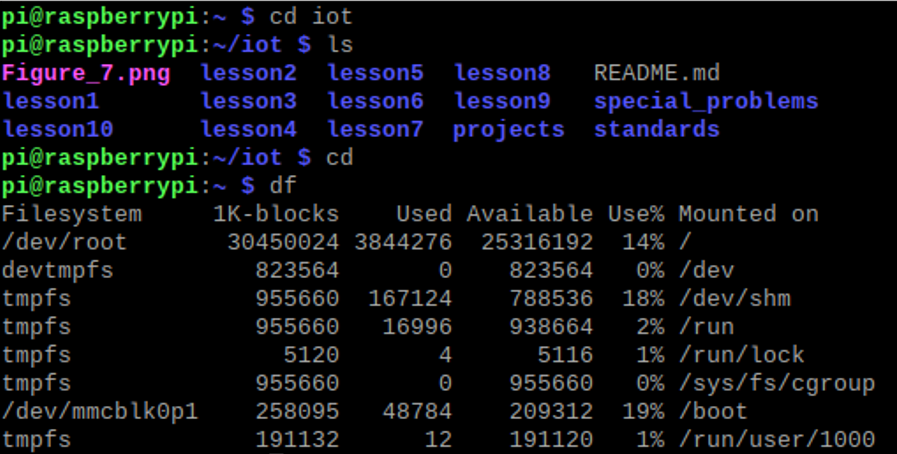 pi@raspberrypi:~ $ cd iot
pi@raspberrypi:~/iot $ ls
Figure_7.png  lesson2  lesson5  lesson8   README.md
lesson1       lesson3  lesson6  lesson9   special_problems
lesson10      lesson4  lesson7  projects  standards
pi@raspberrypi:~/iot $ cd
pi@raspberrypi:~ $ df
Filesystem     1K-blocks    Used Available Use% Mounted on
/dev/root       30450024 3844276  25316192  14% /
devtmpfs          823564       0    823564   0% /dev
tmpfs             955660  167124    788536  18% /dev/shm
tmpfs             955660   16996    938664   2% /run
tmpfs               5120       4      5116   1% /run/lock
tmpfs             955660       0    955660   0% /sys/fs/cgroup
/dev/mmcblk0p1    258095   48784    209312  19% /boot
tmpfs             191132      12    191120   1% /run/user/1000